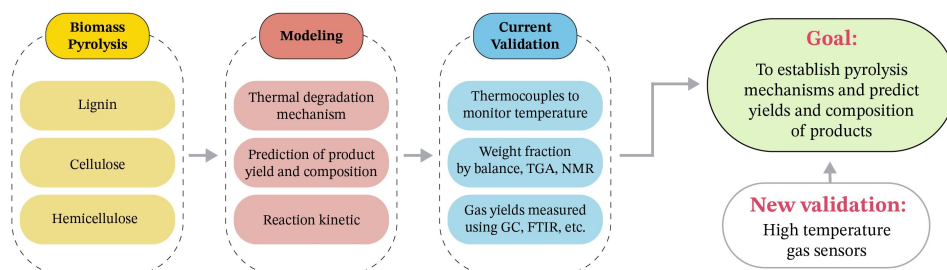 Biomass
Pyrolysis
Lignin
Cellulose
Hemicellulose
Modeling
Thermal degradation
mechanism
Prediction of product
yield and composition
Reaction kinetic
Current
Validation
Thermocouples to
monitor temperature
Weight fraction
by balance, TGA, NMR
Gas yields measured
using GC, FTIR, etc.
Goal:
To establish pyrolysis
mechanisms and predict
yields and composition
of products
New validation:
High temperature
gas sensors